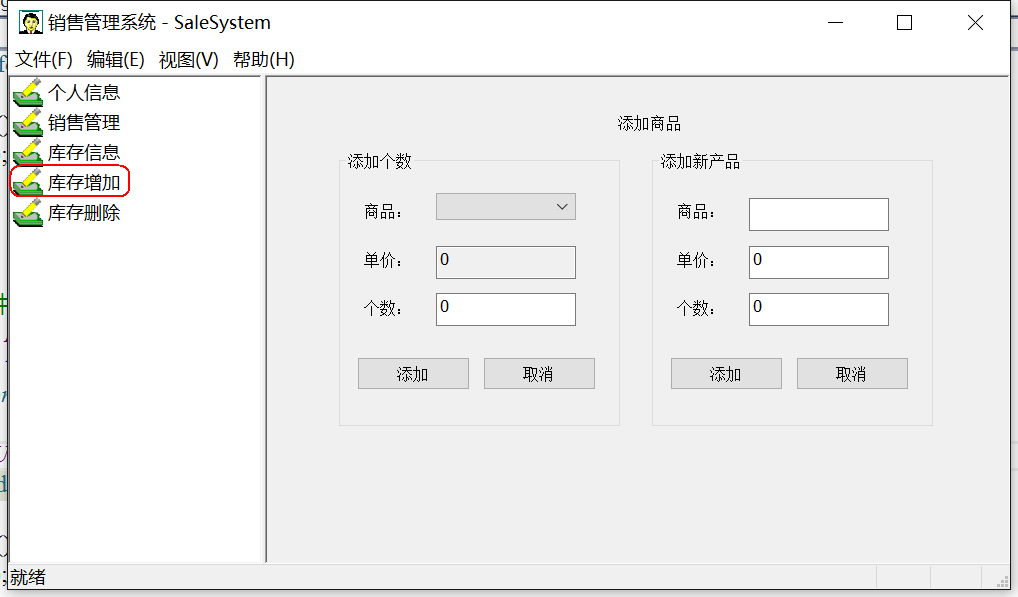 销售管理系统 - SaleSystem
文件(F) 编辑(E) 视图(V) 帮助(H)
个人信息
销售管理
库存信息
库存增加
库存删除
添加商品
添加个数
商品：
单价： 0
个数： 0
添加 取消
添加新产品
商品：
单价： 0
个数： 0
添加 取消
就绪